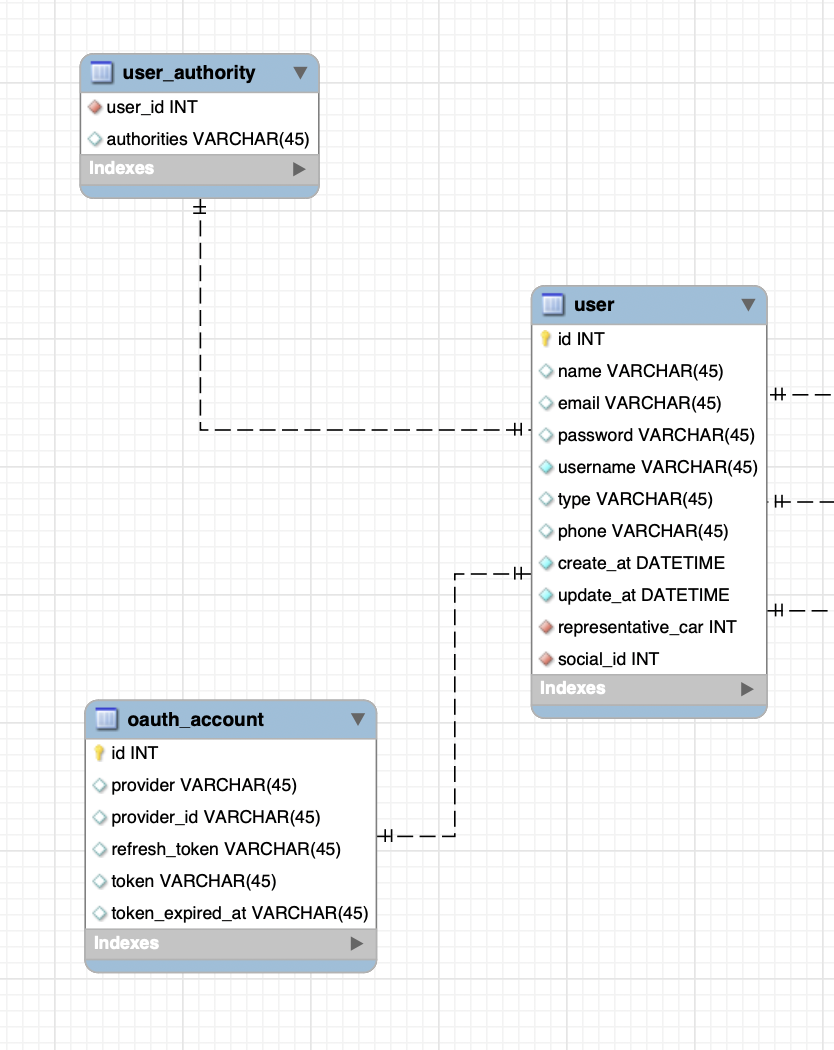 user_authority
user_id INT
authorities VARCHAR(45)
Indexes
user
id INT
name VARCHAR(45)
email VARCHAR(45)
password VARCHAR(45)
username VARCHAR(45)
type VARCHAR(45)
phone VARCHAR(45)
create_at DATETIME
update_at DATETIME
representative_car INT
social_id INT
Indexes
oauth_account
id INT
provider VARCHAR(45)
provider_id VARCHAR(45)
refresh_token VARCHAR(45)
token VARCHAR(45)
token_expired_at VARCHAR(45)
Indexes